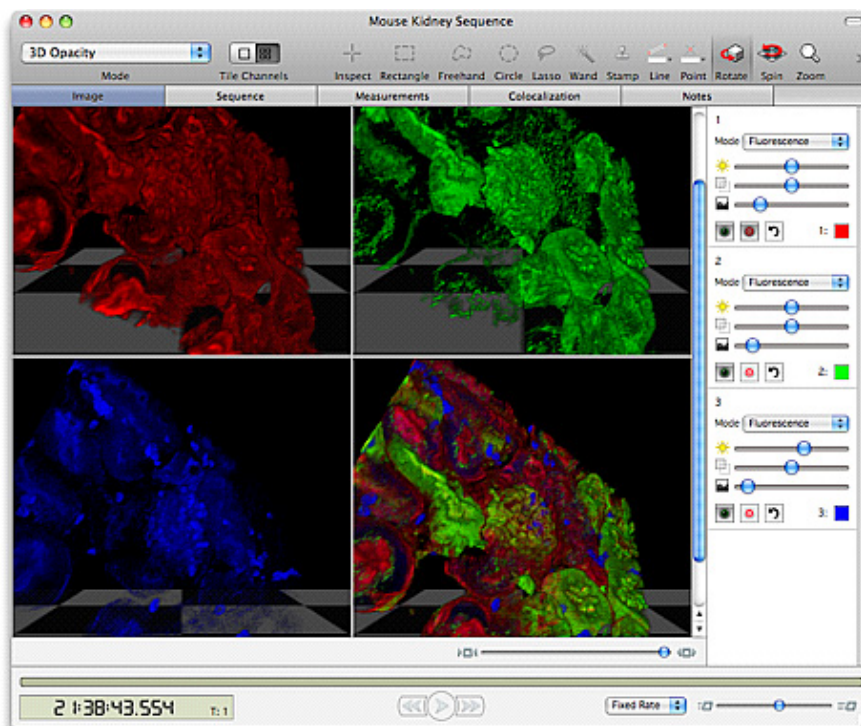 Mouse Kidney Sequence
3D Opacity
Mode Tile Channels Inspect Rectangle Freehand Circle Lasso Wand Stamp Line Point Rotate Spin Zoom
Image Sequence Measurements Colocalization Notes
1
Mode Fluorescence
1:
2
Mode Fluorescence
2:
3
Mode Fluorescence
3:
21:38:43.554 T: 1 Fixed Rate